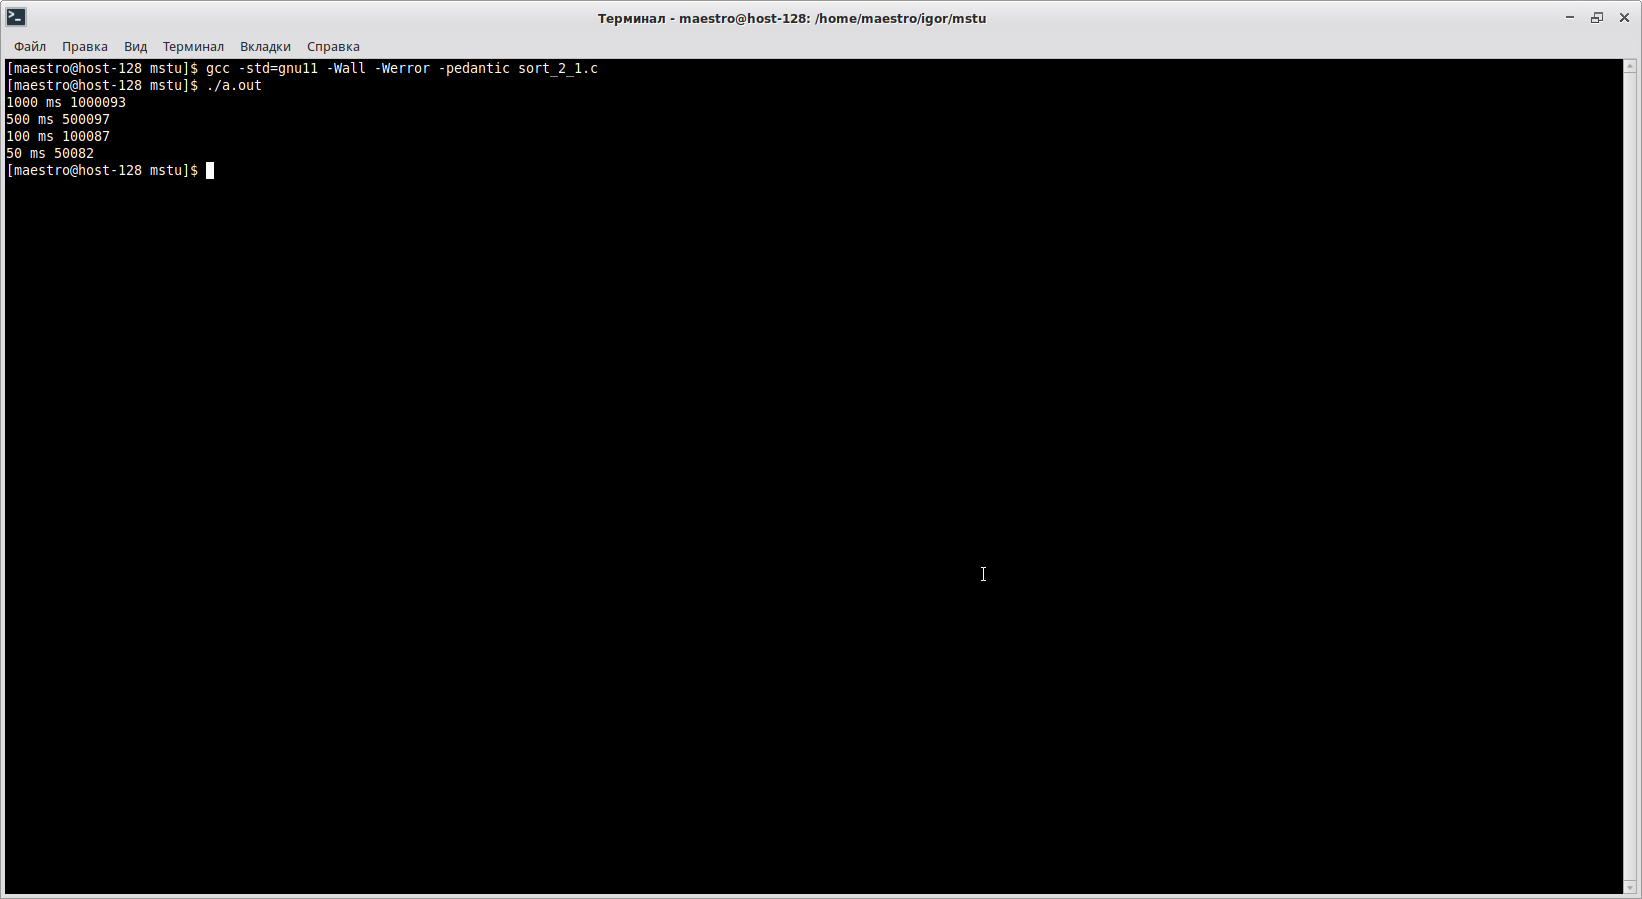 Терминал - maestro@host-128: /home/maestro/igor/mstu
Файл Правка Вид Терминал Вкладки Справка
[maestro@host-128 mstu]$ gcc -std=gnu11 -Wall -Werror -pedantic sort_2_1.c
[maestro@host-128 mstu]$ ./a.out
1000 ms 1000093
500 ms 500097
100 ms 100087
50 ms 50082
[maestro@host-128 mstu]$